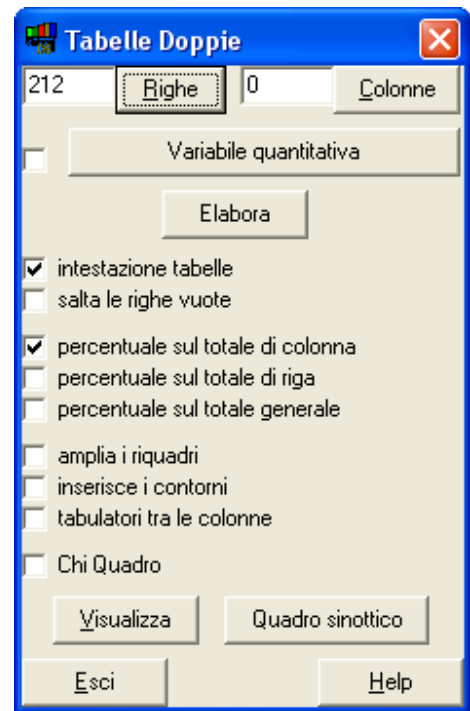 Tabelle Doppie
212 Righe 0 Colonne
Variabile quantitativa
Elabora
intestazione tabelle
salta le righe vuote
percentuale sul totale di colonna
percentuale sul totale di riga
percentuale sul totale generale
amplia i riquadri
inserisce i contorni
tabulatori tra le colonne
Chi Quadro
Visualizza Quadro sinottico
Esci Help